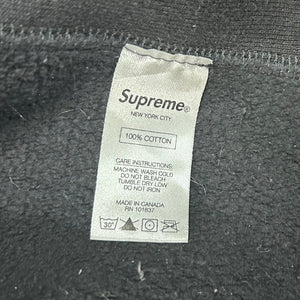 Supreme®
NEW YORK CITY
100% COTTON
CARE INSTRUCTIONS:
MACHINE WASH COLD
DO NOT BLEACH
TUMBLE DRY LOW
DO NOT IRON
MADE IN CANADA
RN 101837
30°